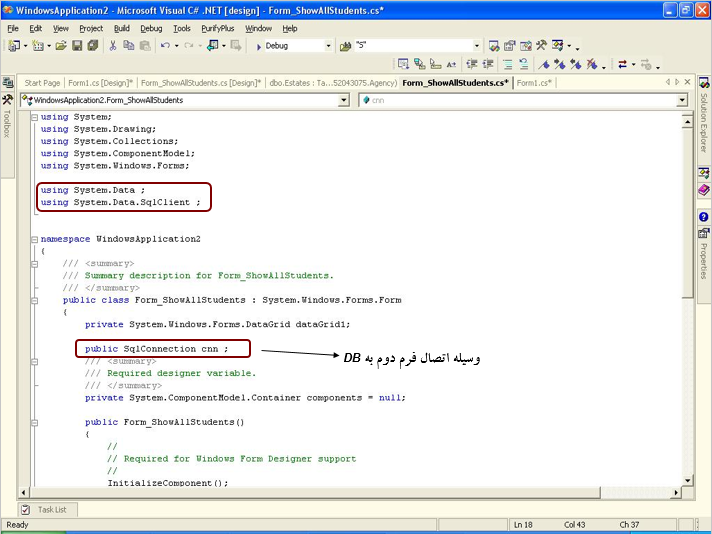 WindowsApplication2 - Microsoft Visual C# .NET [design] - Form_ShowAllStudents.cs*
File Edit View Project Build Debug Tools PurifyPlus Window Help
Debug "S"
Start Page Form1.cs [Design]* Form_ShowAllStudents.cs [Design]* dbo.Estates : Ta...52043075.Agency) Form_ShowAllStudents.cs* Form1.cs*
WindowsApplication2.Form_ShowAllStudents cnn
Toolbox
Solution Explorer
Properties
using System;
using System.Drawing;
using System.Collections;
using System.ComponentModel;
using System.Windows.Forms;
using System.Data ;
using System.Data.SqlClient ;
namespace WindowsApplication2
{
/// <summary>
/// Summary description for Form_ShowAllStudents.
/// </summary>
public class Form_ShowAllStudents : System.Windows.Forms.Form
{
private System.Windows.Forms.DataGrid dataGrid1;
public SqlConnection cnn ;
وسیله اتصال فرم دوم به DB
/// <summary>
/// Required designer variable.
/// </summary>
private System.ComponentModel.Container components = null;
public Form_ShowAllStudents()
{
//
// Required for Windows Form Designer support
//
InitializeComponent();
Task List
Ready Ln 18 Col 43 Ch 37